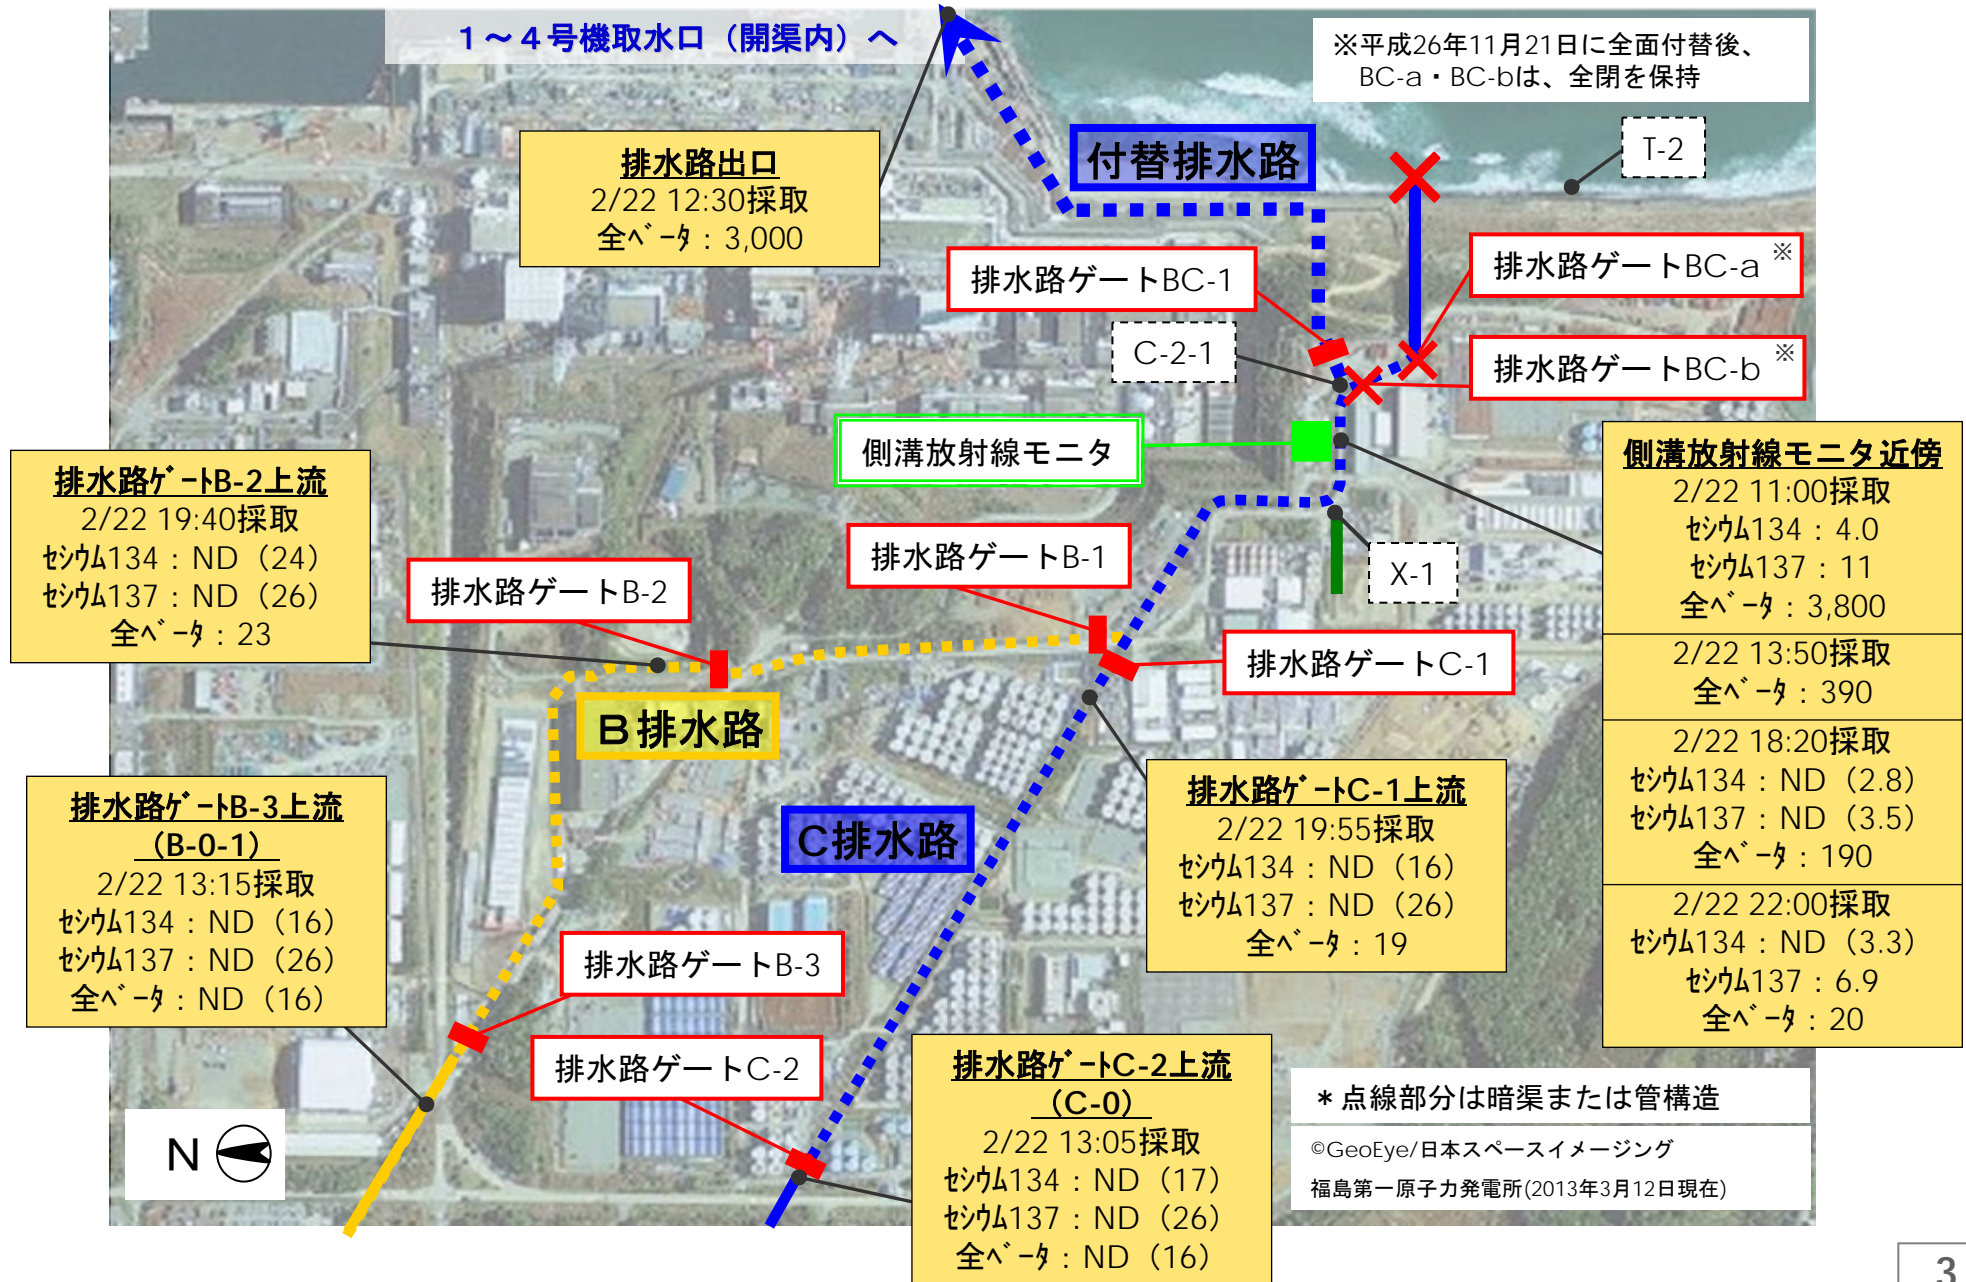 1～4号機取水口（開渠内）へ
※平成26年11月21日に全面付替後、
BC-a・BC-bは、全閉を保持
T-2
排水路出口
2/22 12:30採取
全ﾍﾞｰﾀ：3,000
付替排水路
排水路ゲートBC-1
排水路ゲートBC-a ※
C-2-1
排水路ゲートBC-b ※
側溝放射線モニタ
側溝放射線モニタ近傍
2/22 11:00採取
ｾｼｳﾑ134：4.0
ｾｼｳﾑ137：11
全ﾍﾞｰﾀ：3,800
2/22 13:50採取
全ﾍﾞｰﾀ：390
2/22 18:20採取
ｾｼｳﾑ134：ND（2.8）
ｾｼｳﾑ137：ND（3.5）
全ﾍﾞｰﾀ：190
2/22 22:00採取
ｾｼｳﾑ134：ND（3.3）
ｾｼｳﾑ137：6.9
全ﾍﾞｰﾀ：20
排水路ｹﾞｰﾄB-2上流
2/22 19:40採取
ｾｼｳﾑ134：ND（24）
ｾｼｳﾑ137：ND（26）
全ﾍﾞｰﾀ：23
排水路ゲートB-2
排水路ゲートB-1
X-1
排水路ゲートC-1
B排水路
排水路ｹﾞｰﾄB-3上流
（B-0-1）
2/22 13:15採取
ｾｼｳﾑ134：ND（16）
ｾｼｳﾑ137：ND（26）
全ﾍﾞｰﾀ：ND（16）
C排水路
排水路ｹﾞｰﾄC-1上流
2/22 19:55採取
ｾｼｳﾑ134：ND（16）
ｾｼｳﾑ137：ND（26）
全ﾍﾞｰﾀ：19
排水路ゲートB-3
排水路ゲートC-2
排水路ｹﾞｰﾄC-2上流
（C-0）
2/22 13:05採取
ｾｼｳﾑ134：ND（17）
ｾｼｳﾑ137：ND（26）
全ﾍﾞｰﾀ：ND（16）
N
＊点線部分は暗渠または管構造
©GeoEye/日本スペースイメージング
福島第一原子力発電所(2013年3月12日現在)
3